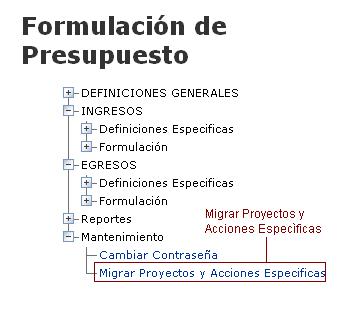 Formulación de
Presupuesto
DEFINICIONES GENERALES
INGRESOS
Definiciones Especificas
Formulación
EGRESOS
Definiciones Especificas
Formulación
Reportes
Migrar Proyectos y
Acciones Específicas
Mantenimiento
Cambiar Contraseña
Migrar Proyectos y Acciones Especificas